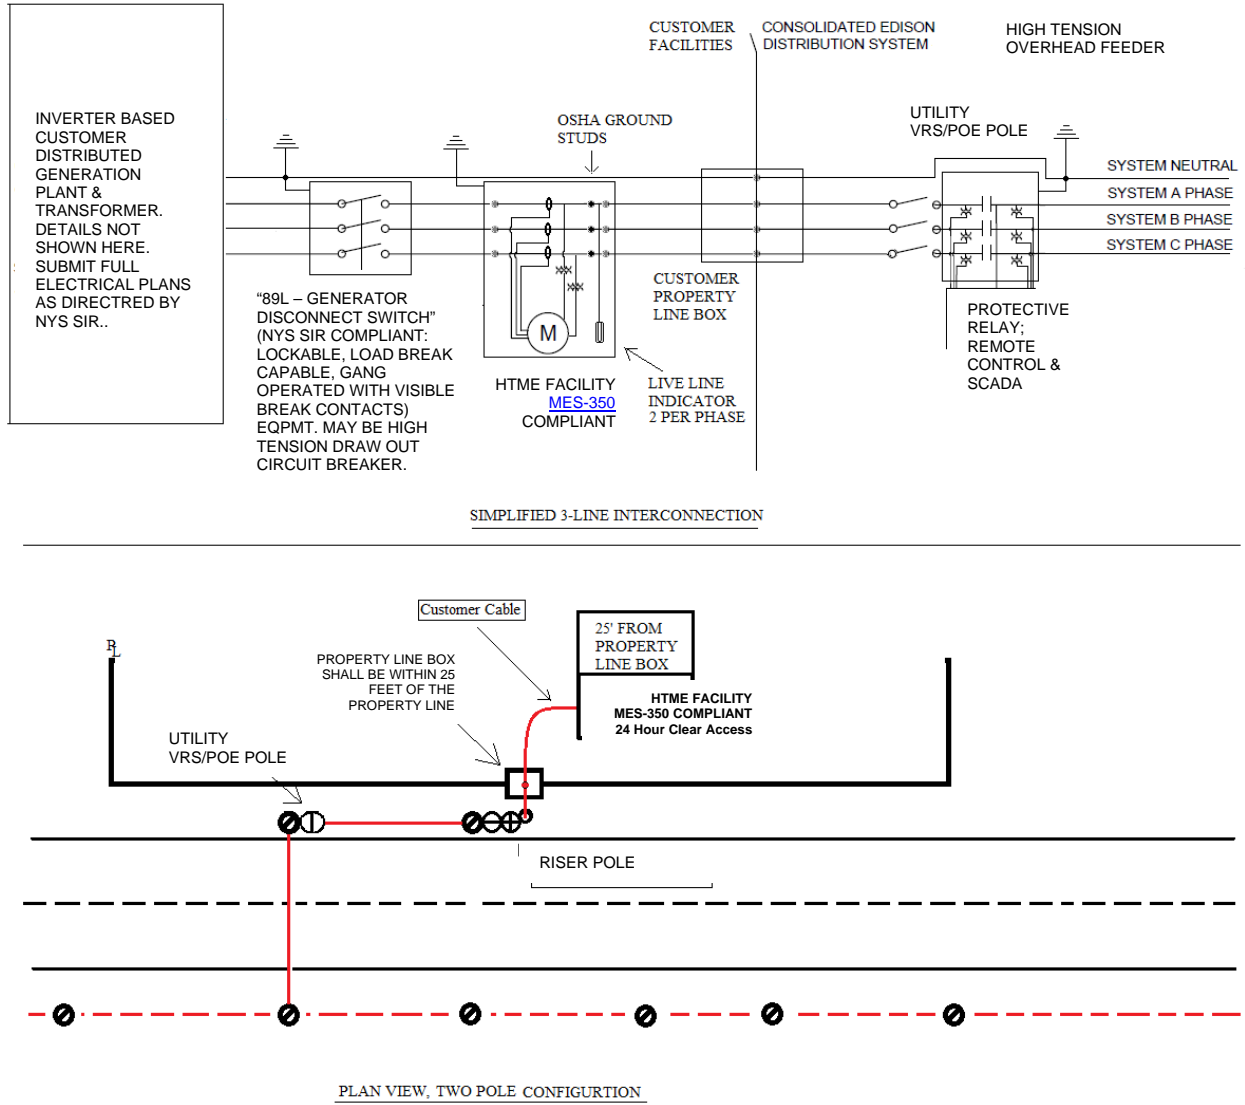 CUSTOMER
FACILITIES
CONSOLIDATED EDISON
DISTRIBUTION SYSTEM
HIGH TENSION
OVERHEAD FEEDER
INVERTER BASED
CUSTOMER
DISTRIBUTED
GENERATION
PLANT &
TRANSFORMER.
DETAILS NOT
SHOWN HERE.
SUBMIT FULL
ELECTRICAL PLANS
AS DIRECTRED BY
NYS SIR..
OSHA GROUND
STUDS
UTILITY
VRS/POE POLE
SYSTEM NEUTRAL
SYSTEM A PHASE
SYSTEM B PHASE
SYSTEM C PHASE
M
"89L – GENERATOR
DISCONNECT SWITCH"
(NYS SIR COMPLIANT:
LOCKABLE, LOAD BREAK
CAPABLE, GANG
OPERATED WITH VISIBLE
BREAK CONTACTS)
EQPMT. MAY BE HIGH
TENSION DRAW OUT
CIRCUIT BREAKER.
HTME FACILITY
MES-350
COMPLIANT
CUSTOMER
PROPERTY
LINE BOX
LIVE LINE
INDICATOR
2 PER PHASE
PROTECTIVE
RELAY;
REMOTE
CONTROL &
SCADA
SIMPLIFIED 3-LINE INTERCONNECTION
Customer Cable
25' FROM
PROPERTY
LINE BOX
PL
PROPERTY LINE BOX
SHALL BE WITHIN 25
FEET OF THE
PROPERTY LINE
HTME FACILITY
MES-350 COMPLIANT
24 Hour Clear Access
UTILITY
VRS/POE POLE
RISER POLE
PLAN VIEW, TWO POLE CONFIGURTION